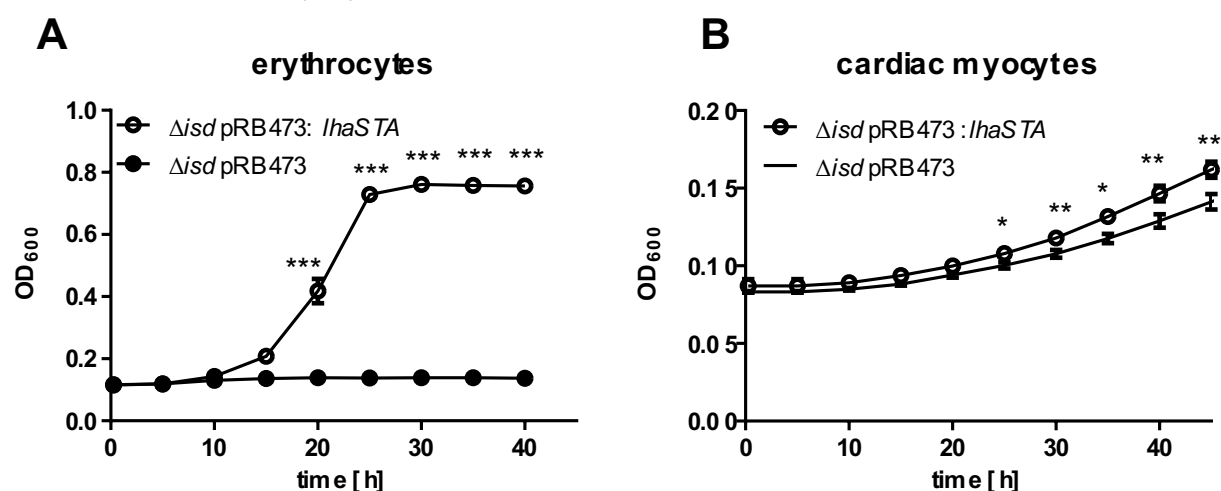 A
erythrocytes
OD600
1.0
0.8
0.6
0.4
0.2
0.0
Δisd pRB473: lhaSTA
Δisd pRB473
***
***
***
***
***
0
10
20
30
40
time [h]
B
cardiac myocytes
OD600
0.20
0.15
0.10
0.05
0.00
Δisd pRB473 : lhaSTA
Δisd pRB473
*
**
*
**
**
0
10
20
30
40
time [h]